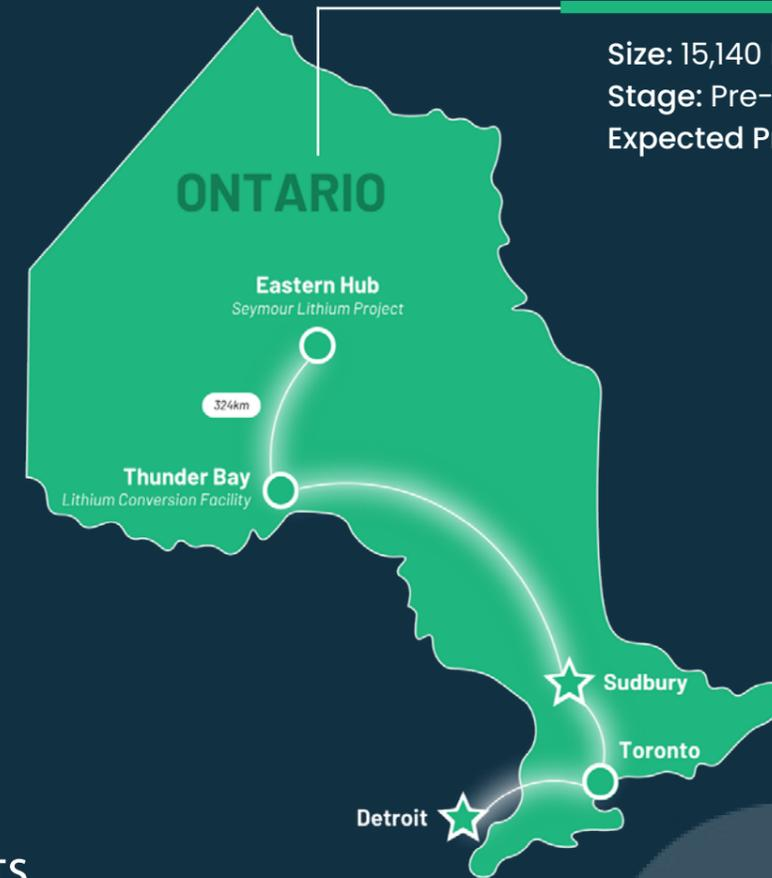 Size: 15,140
Stage: Pre-
Expected
ONTARIO
Eastern Hub
Seymour Lithium Project
324km
Thunder Bay
Lithium Conversion Facility
Sudbury
Toronto
Detroit